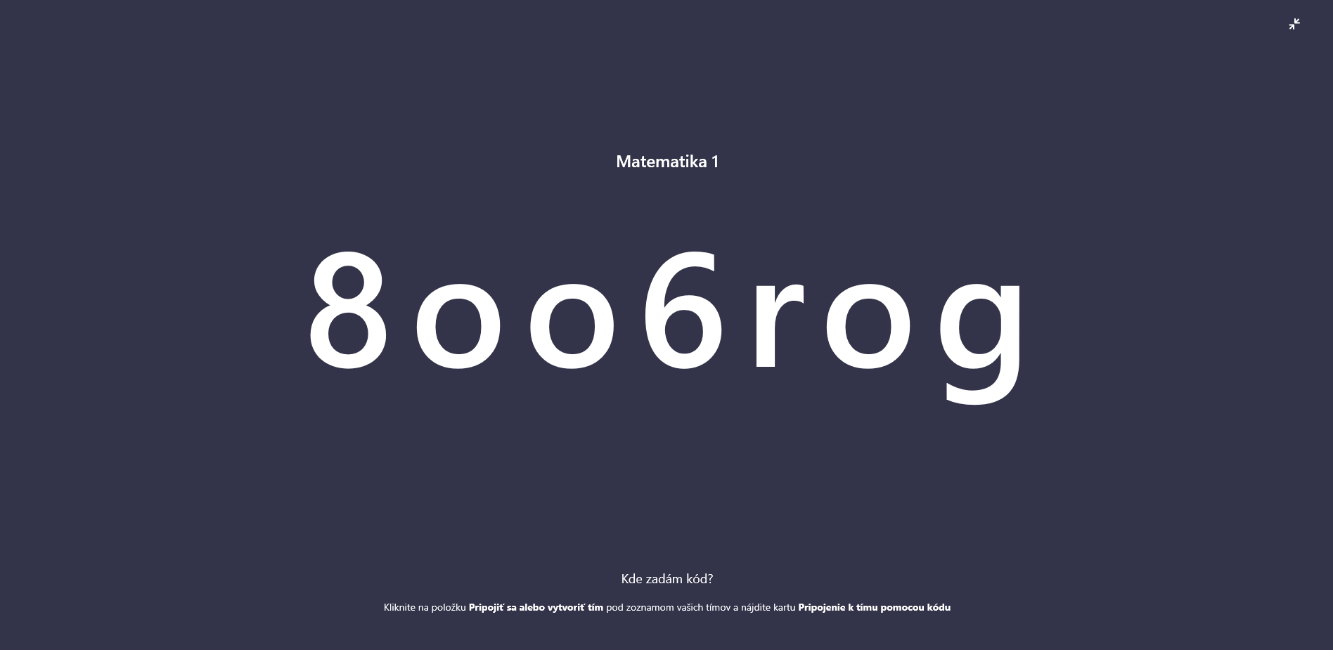 Matematika 1
8oo6rog
Kde zadám kód?
Kliknite na položku Pripojiť sa alebo vytvoriť tím pod zoznamom vašich tímov a nájdite kartu Pripojenie k tímu pomocou kódu